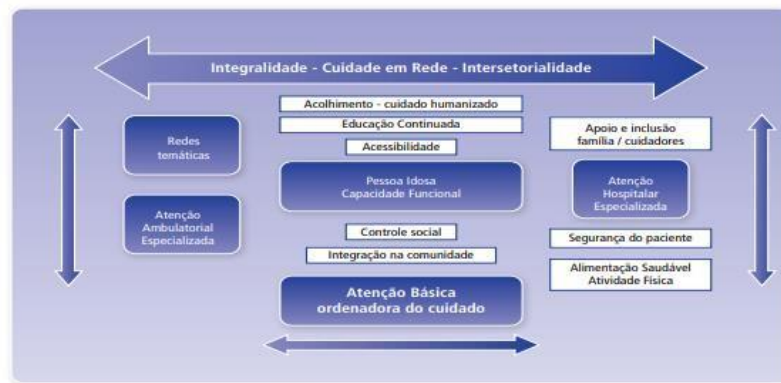 Integralidade - Cuidade em Rede - Intersetorialidade
Acolhimento - cuidado humanizado
Educação Continuada
Acessibilidade
Redes
temáticas
Apoio e inclusão
família / cuidadores
Pessoa Idosa
Capacidade Funcional
Atenção
Hospitalar
Especializada
Atenção
Ambulatorial
Especializada
Controle social
Integração na comunidade
Segurança do paciente
Alimentação Saudável
Atividade Física
Atenção Básica
ordenadora do cuidado